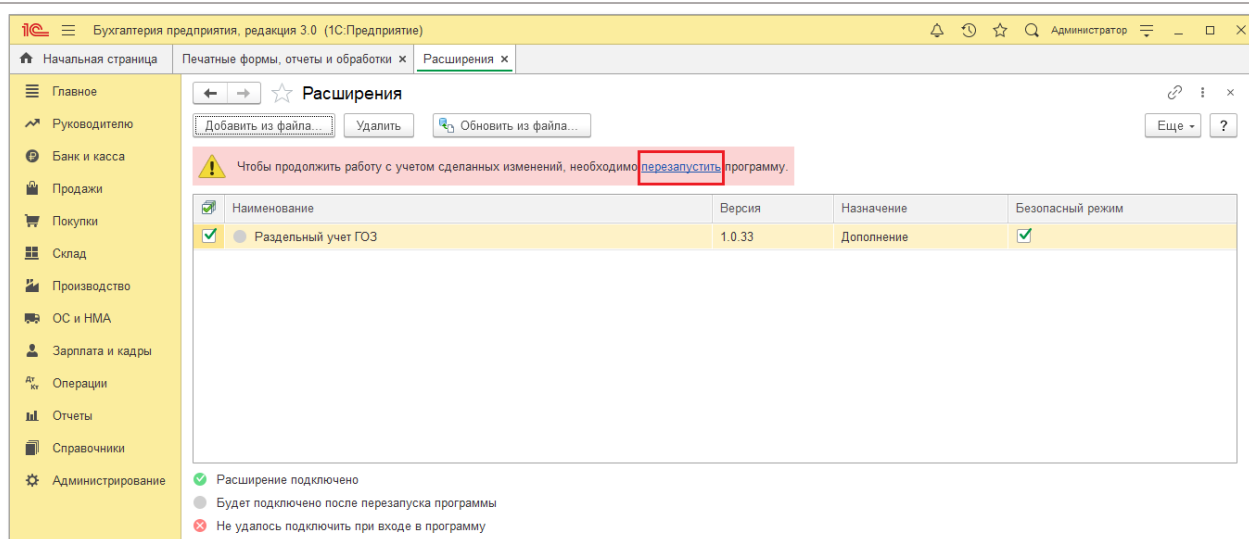 1С Бухгалтерия предприятия, редакция 3.0 (1С:Предприятие) Администратор
Начальная страница Печатные формы, отчеты и обработки × Расширения ×
Главное
Расширения
Руководителю
Добавить из файла... Удалить Обновить из файла... Еще ?
Банк и касса
Чтобы продолжить работу с учетом сделанных изменений, необходимо перезапустить программу.
Продажи
Наименование Версия Назначение Безопасный режим
Покупки
Раздельный учет ГОЗ 1.0.33 Дополнение
Склад
Производство
ОС и НМА
Зарплата и кадры
Дт Кт Операции
Отчеты
Справочники
Администрирование
Расширение подключено
Будет подключено после перезапуска программы
Не удалось подключить при входе в программу